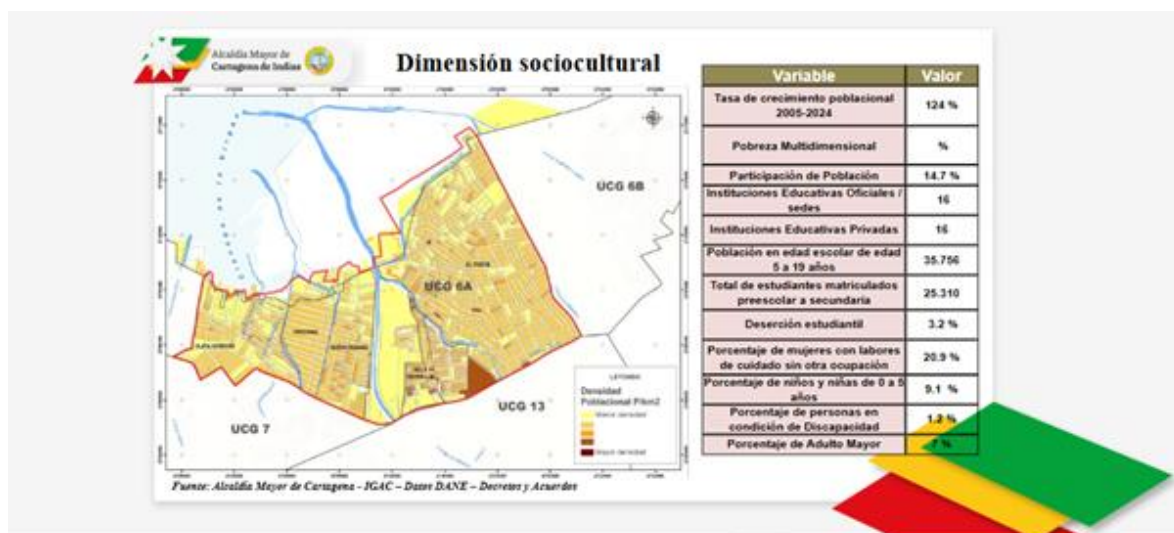 Alcaldía Mayor de
Cartagena de Indias
Dimensión sociocultural
UCG 6B
UCG 6A
UCG 7
UCG 13
LEYENDA
Densidad
Poblacional P/km2
Menor densidad
Mayor densidad
Fuente: Alcaldía Mayor de Cartagena - IGAC – Datos DANE – Decretos y Acuerdos
Variable Valor
Tasa de crecimiento poblacional
2005-2024
124 %
Pobreza Multidimensional %
Participación de Población 14.7 %
Instituciones Educativas Oficiales /
sedes
16
Instituciones Educativas Privadas 16
Población en edad escolar de edad
5 a 19 años
35.756
Total de estudiantes matriculados
preescolar a secundaria
25.310
Deserción estudiantil 3.2 %
Porcentaje de mujeres con labores
de cuidado sin otra ocupación
20.9 %
Porcentaje de niños y niñas de 0 a 5
años
9.1 %
Porcentaje de personas en
condición de Discapacidad
1.2 %
Porcentaje de Adulto Mayor 7 %